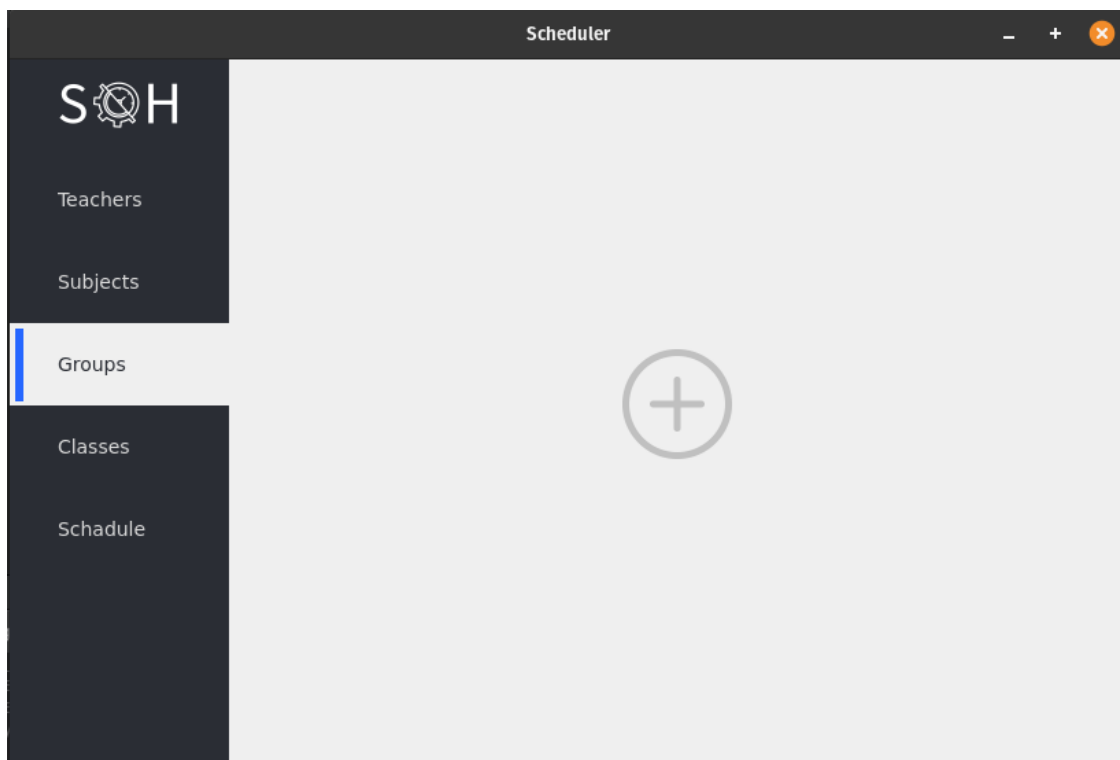 Scheduler
S H
Teachers
Subjects
Groups
Classes
Schadule